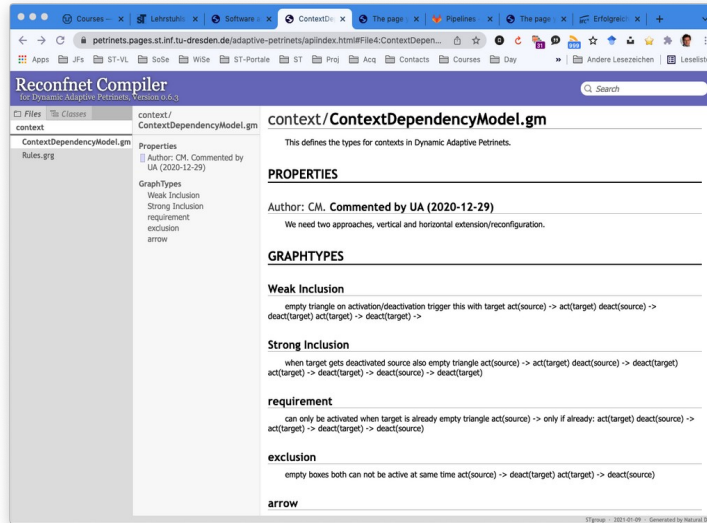 Courses —
Lehrstuhls
Software
ContextDe
The page
Pipelines
The page
Erfolgreich
petrinets.pages.st.inf.tu-dresden.de/adaptive-petrinets/apiindex.html#File4:ContextDepen...
31
599
Apps JFs ST-VL SoSe WiSe ST-Portale ST Proj Acq Contacts Courses Day » Andere Lesezeichen Leseliste
Reconfnet Compiler
for Dynamic Adaptive Petrinets, Version 0.6.3
Search
Files Classes
context
ContextDependencyModel.gm
Rules.grg
context/
ContextDependencyModel.gm
Properties
Author: CM. Commented by
UA (2020-12-29)
GraphTypes
Weak Inclusion
Strong Inclusion
requirement
exclusion
arrow
context/ContextDependencyModel.gm
This defines the types for contexts in Dynamic Adaptive Petrinets.
PROPERTIES
Author: CM. Commented by UA (2020-12-29)
We need two approaches, vertical and horizontal extension/reconfiguration.
GRAPHTYPES
Weak Inclusion
empty triangle on activation/deactivation trigger this with target act(source) -> act(target) deact(source) ->
deact(target) act(target) -> deact(target) ->
Strong Inclusion
when target gets deactivated source also empty triangle act(source) -> act(target) deact(source) -> deact(target)
act(target) -> deact(target) -> deact(source) -> deact(target)
requirement
can only be activated when target is already empty triangle act(source) -> only if already: act(target) deact(source) ->
act(target) -> deact(target) -> deact(source)
exclusion
empty boxes both can not be active at same time act(source) -> deact(target) act(target) -> deact(source)
arrow
STgroup · 2021-01-09 · Generated by Natural D